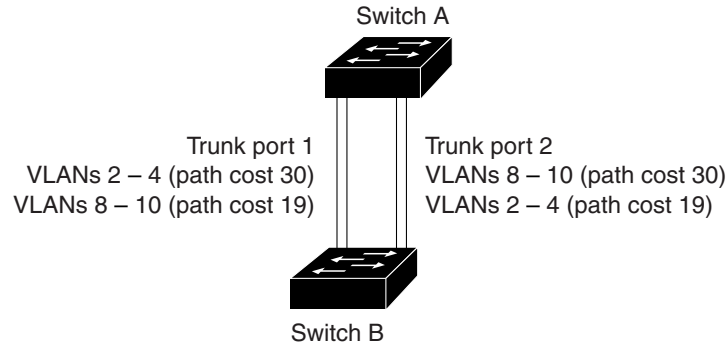 Switch A
Trunk port 1
VLANs 2 – 4 (path cost 30)
VLANs 8 – 10 (path cost 19)
Trunk port 2
VLANs 8 – 10 (path cost 30)
VLANs 2 – 4 (path cost 19)
Switch B